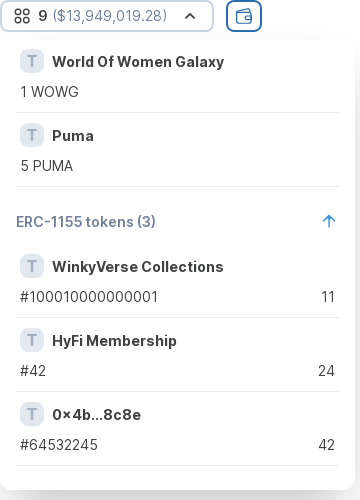 9 ($13,949,019.28)
T World Of Women Galaxy
1 WOWG
T Puma
5 PUMA
ERC-1155 tokens (3)
T WinkyVerse Collections
#100010000000001 11
T HyFi Membership
#42 24
T 0x4b...8c8e
#64532245 42